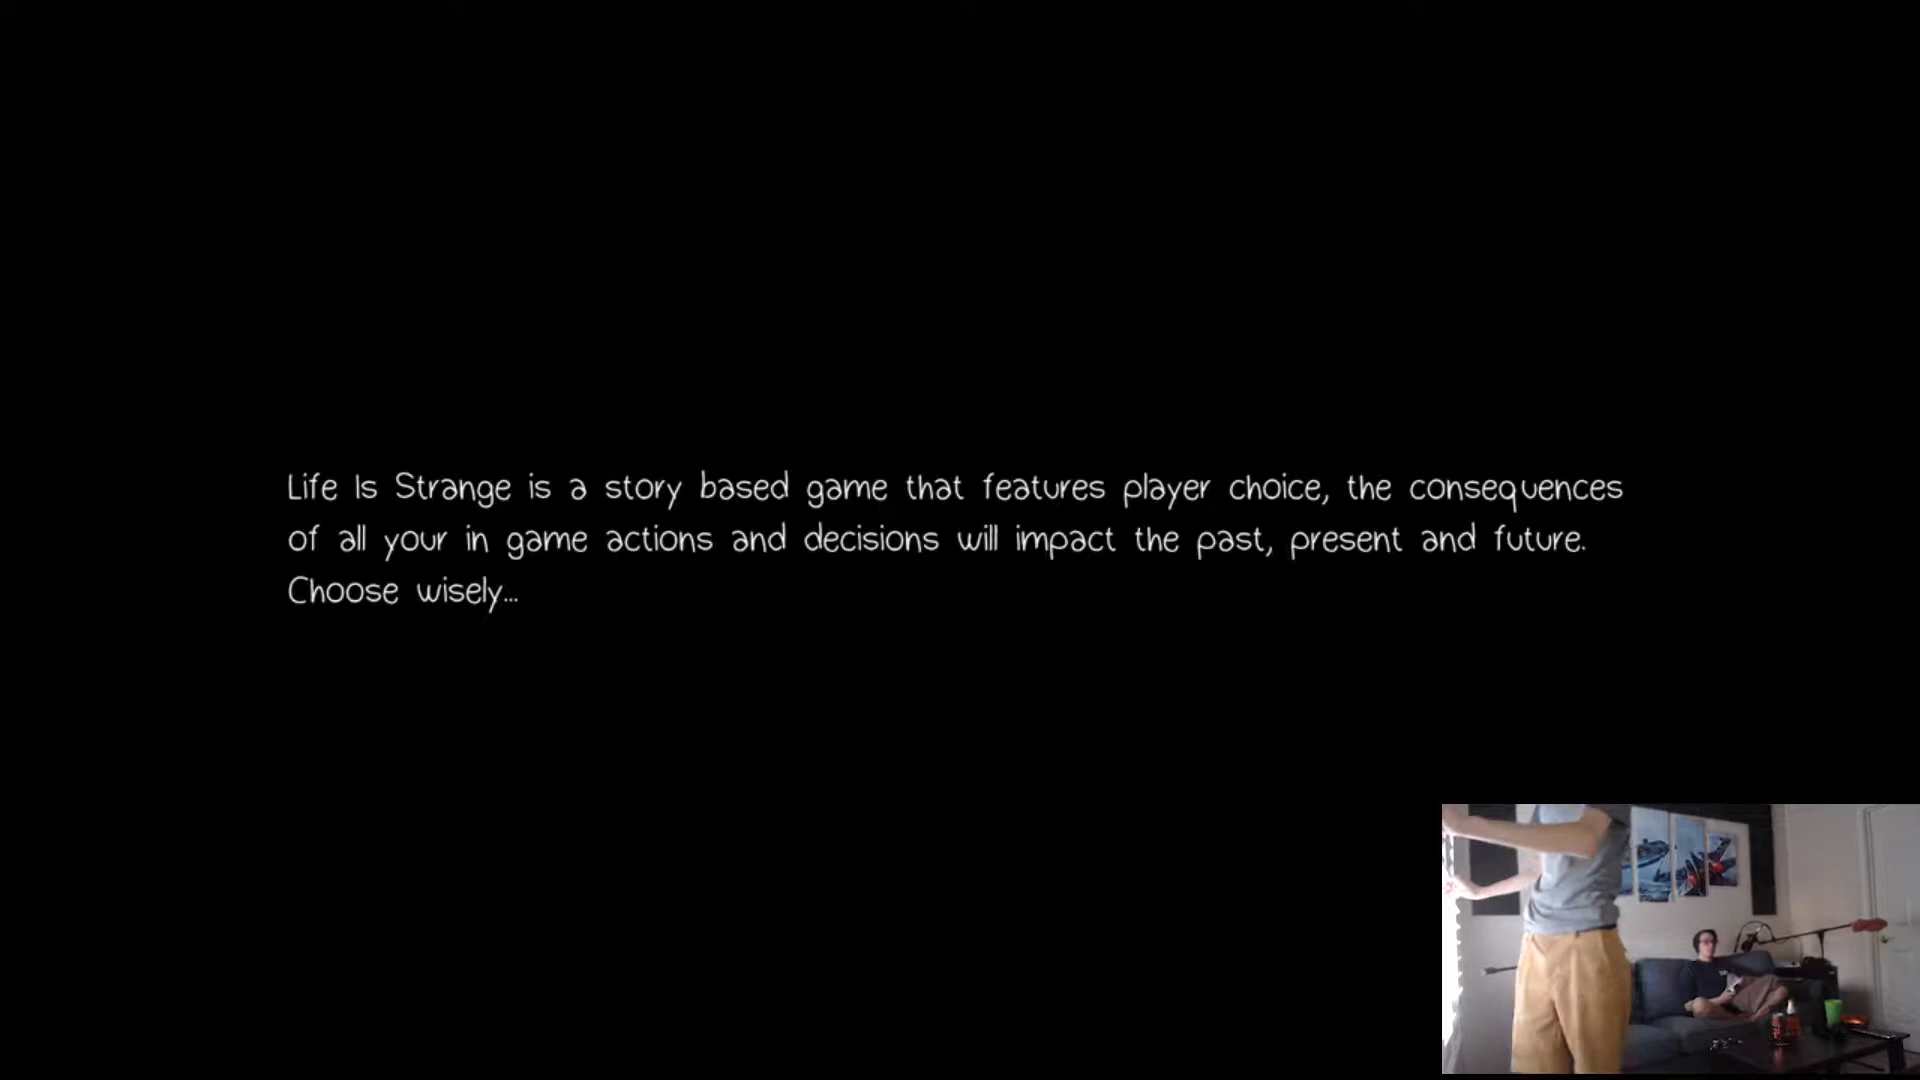 Life Is Strange is a story based game that features player choice, the consequences
of all your in game actions and decisions will impact the past, present and future.
Choose wisely...